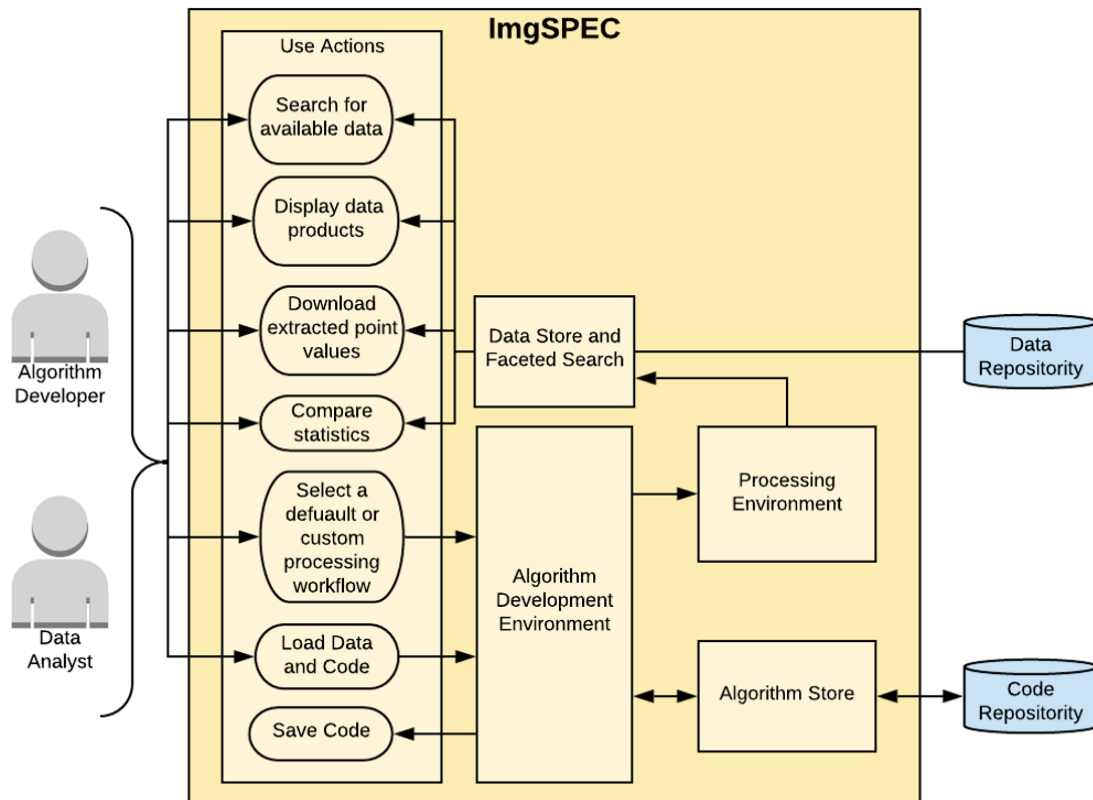 ImgSPEC
Use Actions
Search for
available data
Display data
products
Download
extracted point
values
Compare
statistics
Select a
defuault or
custom
processing
workflow
Load Data
and Code
Save Code
Algorithm
Developer
Data
Analyst
Data Store and
Faceted Search
Algorithm
Development
Environment
Processing
Environment
Algorithm Store
Data
Repositority
Code
Repositority